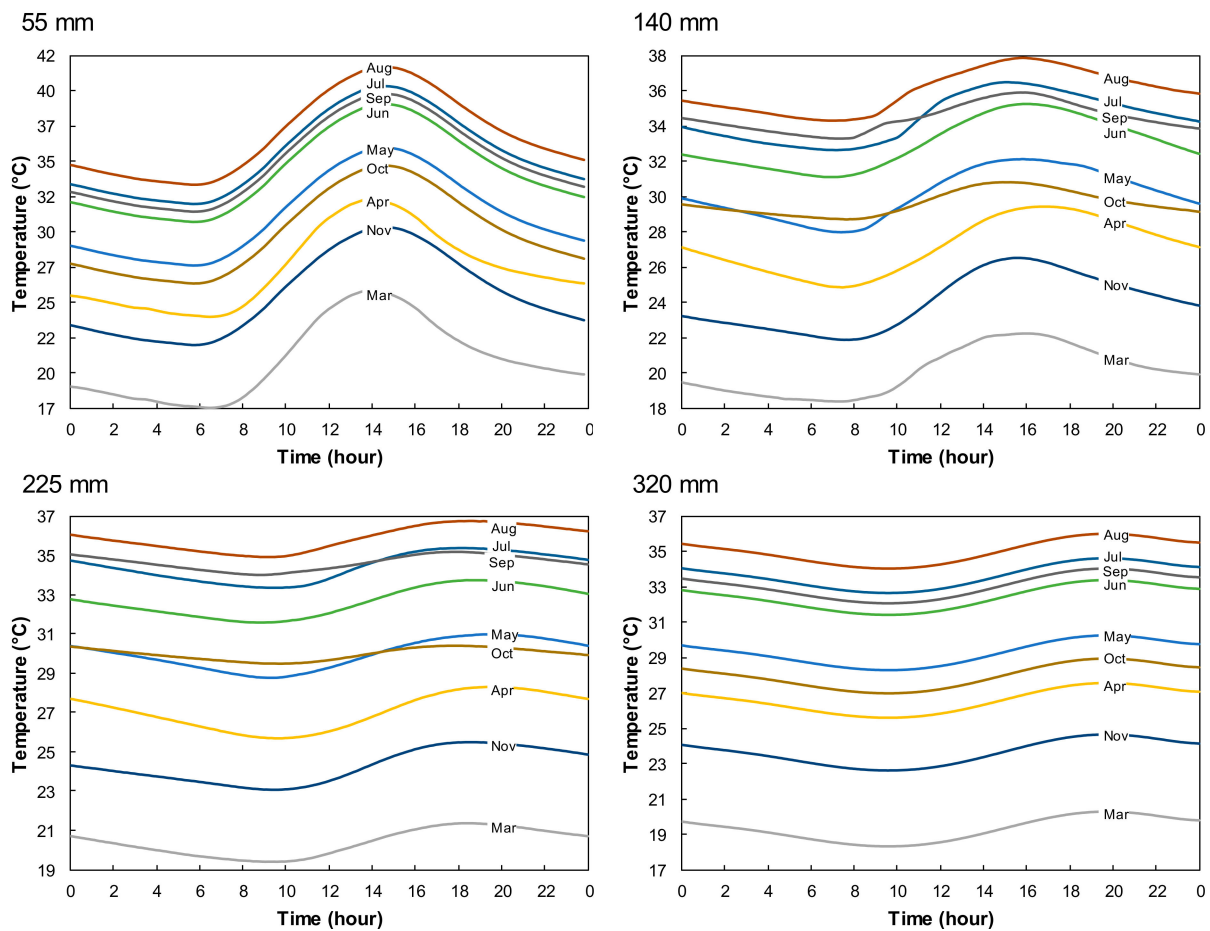 55 mm
Temperature (°C)
42
40
37
35
32
30
27
25
22
20
17
Aug
Jul
Sep
Jun
May
Oct
Apr
Nov
Mar
0 2 4 6 8 10 12 14 16 18 20 22 0
Time (hour)
140 mm
Temperature (°C)
38
36
34
32
30
28
26
24
22
20
18
Aug
Jul
Sep
Jun
May
Oct
Apr
Nov
Mar
0 2 4 6 8 10 12 14 16 18 20 22 0
Time (hour)
225 mm
Temperature (°C)
37
35
33
31
29
27
25
23
21
19
Aug
Jul
Sep
Jun
May
Oct
Apr
Nov
Mar
0 2 4 6 8 10 12 14 16 18 20 22 0
Time (hour)
320 mm
Temperature (°C)
37
35
33
31
29
27
25
23
21
19
17
Aug
Jul
Sep
Jun
May
Oct
Apr
Nov
Mar
0 2 4 6 8 10 12 14 16 18 20 22 0
Time (hour)